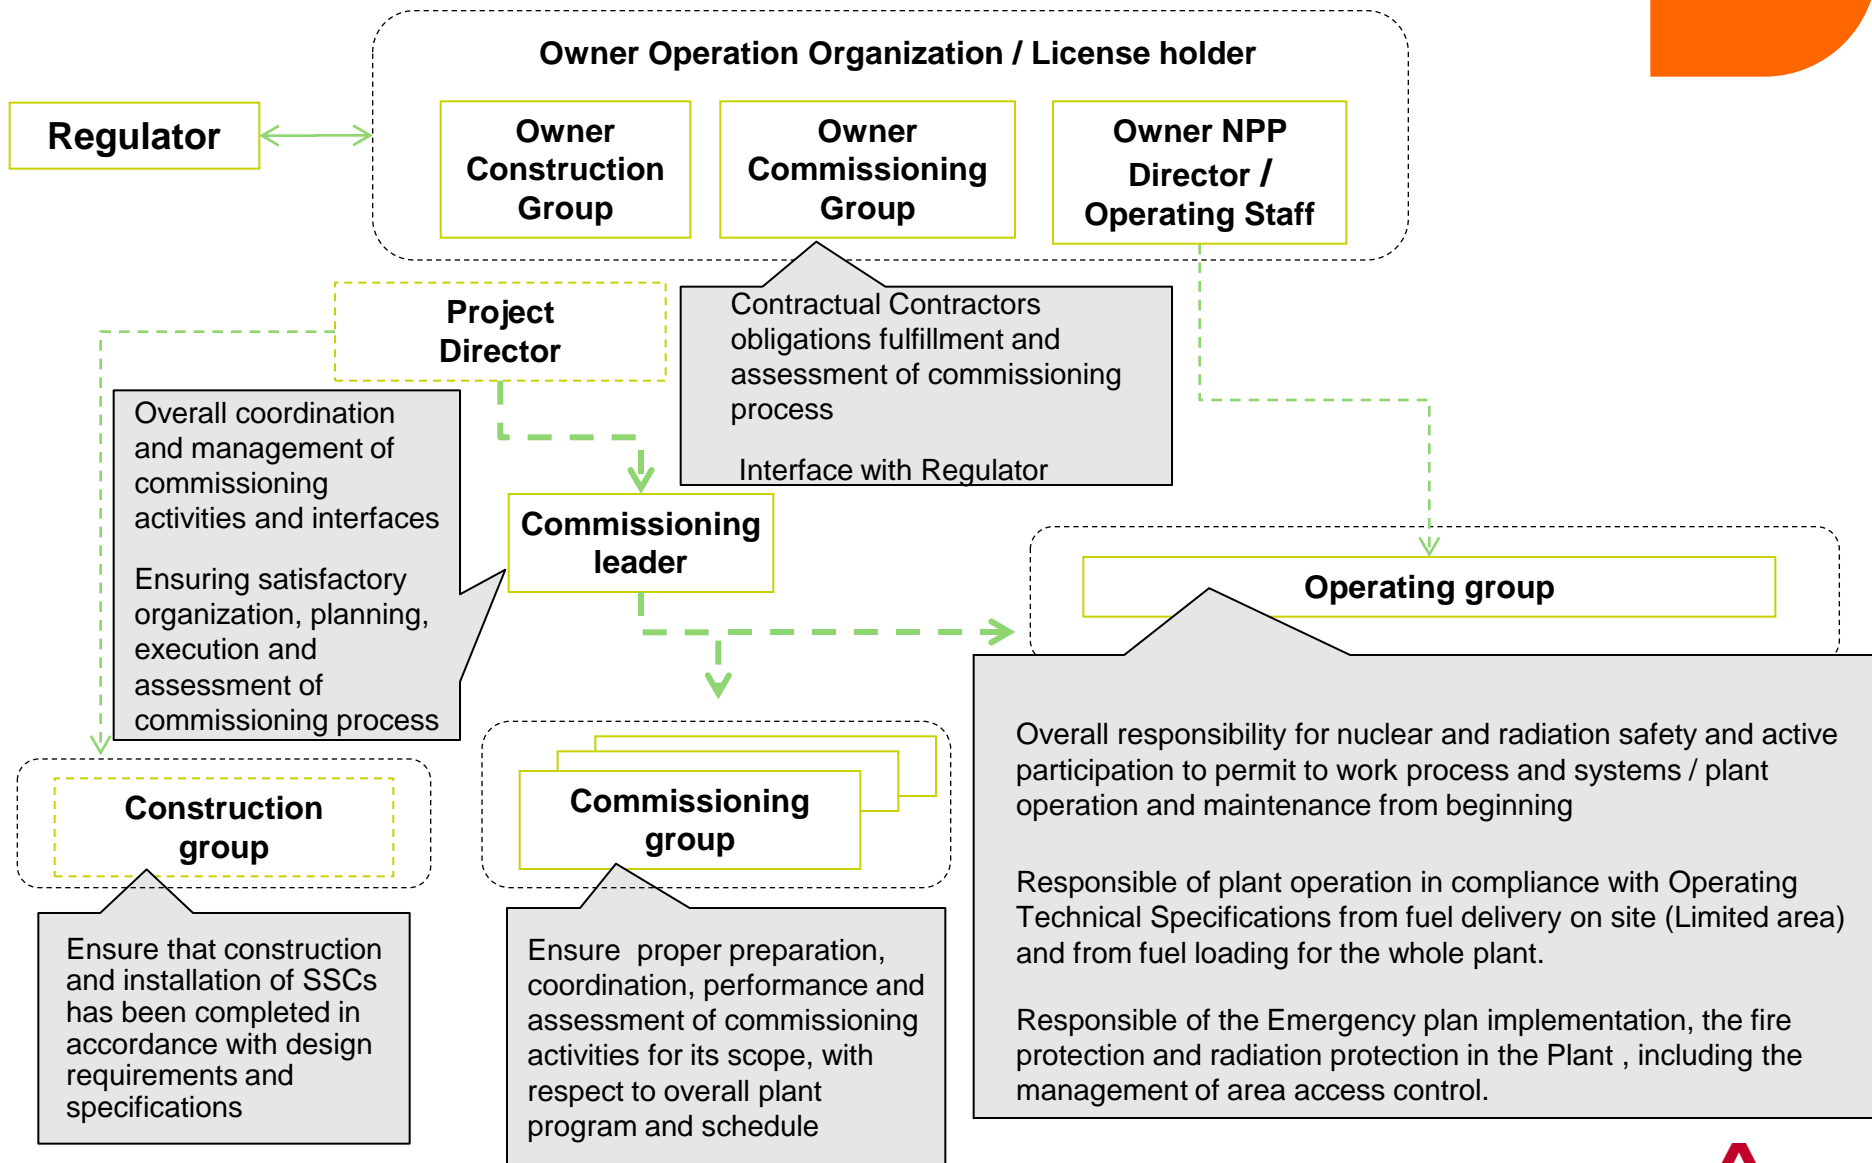 Owner Operation Organization / License holder
Regulator
Owner
Construction
Group
Owner
Commissioning
Group
Owner NPP
Director /
Operating Staff
Project
Director
Contractual Contractors
obligations fulfillment and
assessment of commissioning
process
Interface with Regulator
Overall coordination
and management of
commissioning
activities and interfaces
Ensuring satisfactory
organization, planning,
execution and
assessment of
commissioning process
Commissioning
leader
Operating group
Overall responsibility for nuclear and radiation safety and active
participation to permit to work process and systems / plant
operation and maintenance from beginning
Responsible of plant operation in compliance with Operating
Technical Specifications from fuel delivery on site (Limited area)
and from fuel loading for the whole plant.
Responsible of the Emergency plan implementation, the fire
protection and radiation protection in the Plant , including the
management of area access control.
Construction
group
Commissioning
group
Ensure that construction
and installation of SSCs
has been completed in
accordance with design
requirements and
specifications
Ensure  proper preparation,
coordination, performance and
assessment of commissioning
activities for its scope, with
respect to overall plant
program and schedule